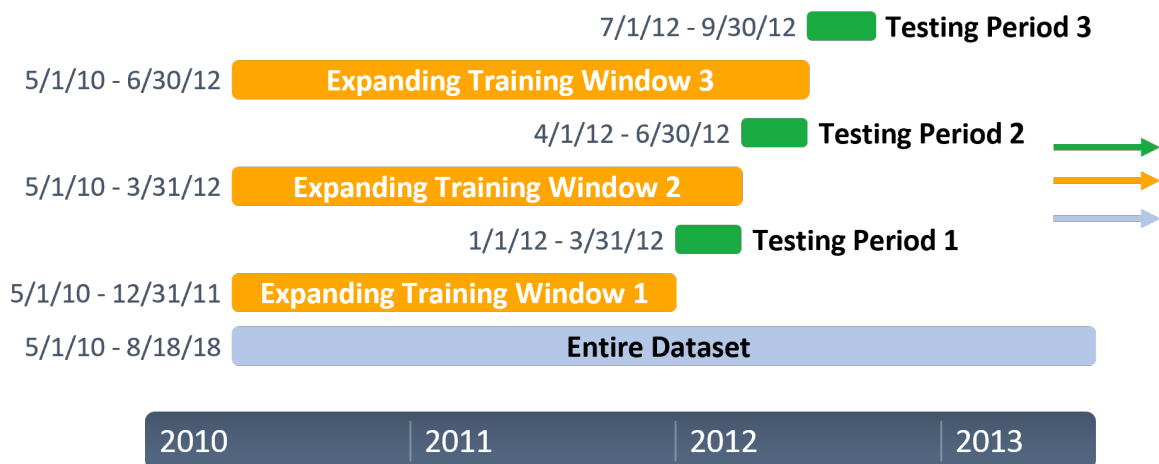 7/1/12 - 9/30/12 Testing Period 3
5/1/10 - 6/30/12 Expanding Training Window 3
4/1/12 - 6/30/12 Testing Period 2
5/1/10 - 3/31/12 Expanding Training Window 2
1/1/12 - 3/31/12 Testing Period 1
5/1/10 - 12/31/11 Expanding Training Window 1
5/1/10 - 8/18/18 Entire Dataset
2010 2011 2012 2013